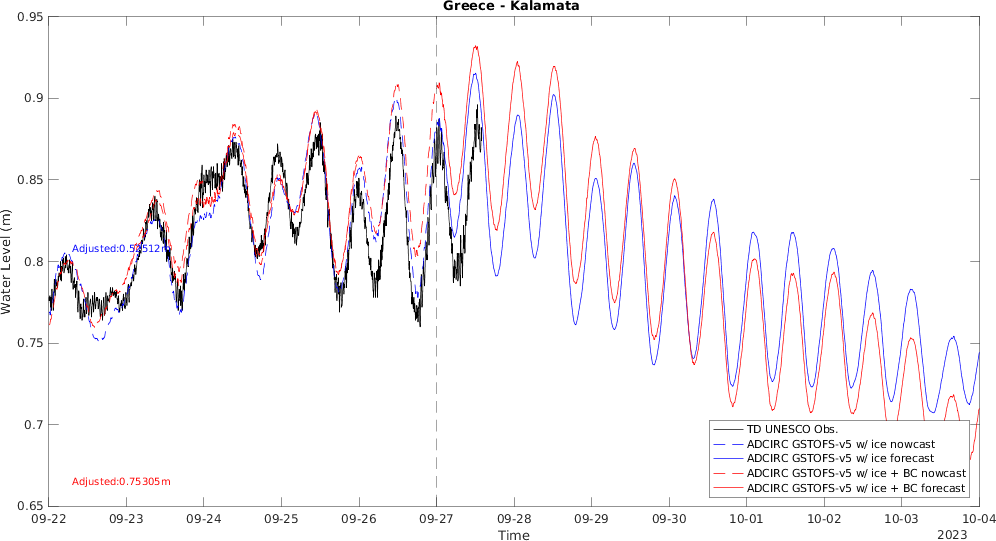 Greece - Kalamata
0.95
0.9
0.85
0.8
0.75
0.7
0.65
Water Level (m)
Adjusted:0.52512m
Adjusted:0.75305m
TD UNESCO Obs.
ADCIRC GSTOFS-v5 w/ ice nowcast
ADCIRC GSTOFS-v5 w/ ice forecast
ADCIRC GSTOFS-v5 w/ ice + BC nowcast
ADCIRC GSTOFS-v5 w/ ice + BC forecast
09-22 09-23 09-24 09-25 09-26 09-27 09-28 09-29 09-30 10-01 10-02 10-03 10-04
Time
2023